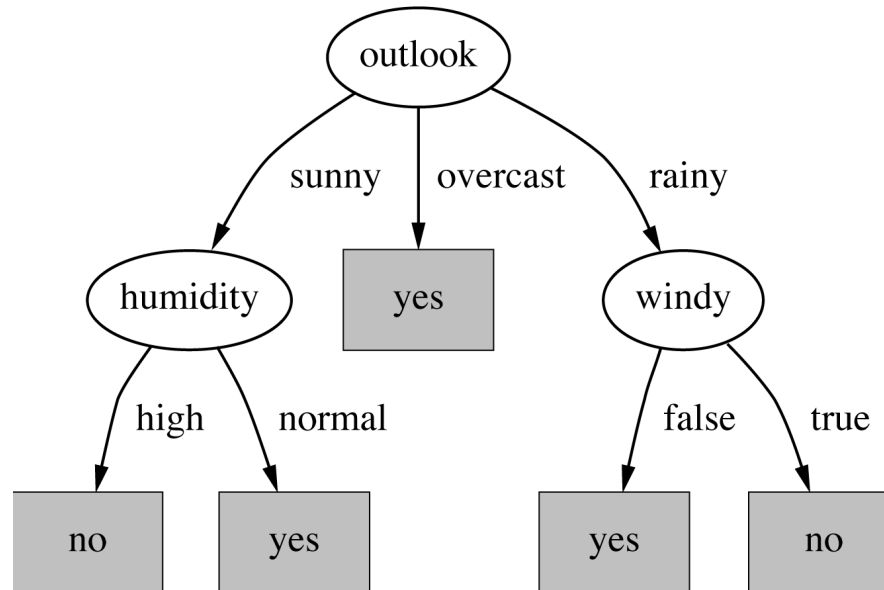 outlook
sunny overcast rainy
humidity yes windy
high normal false true
no yes yes no